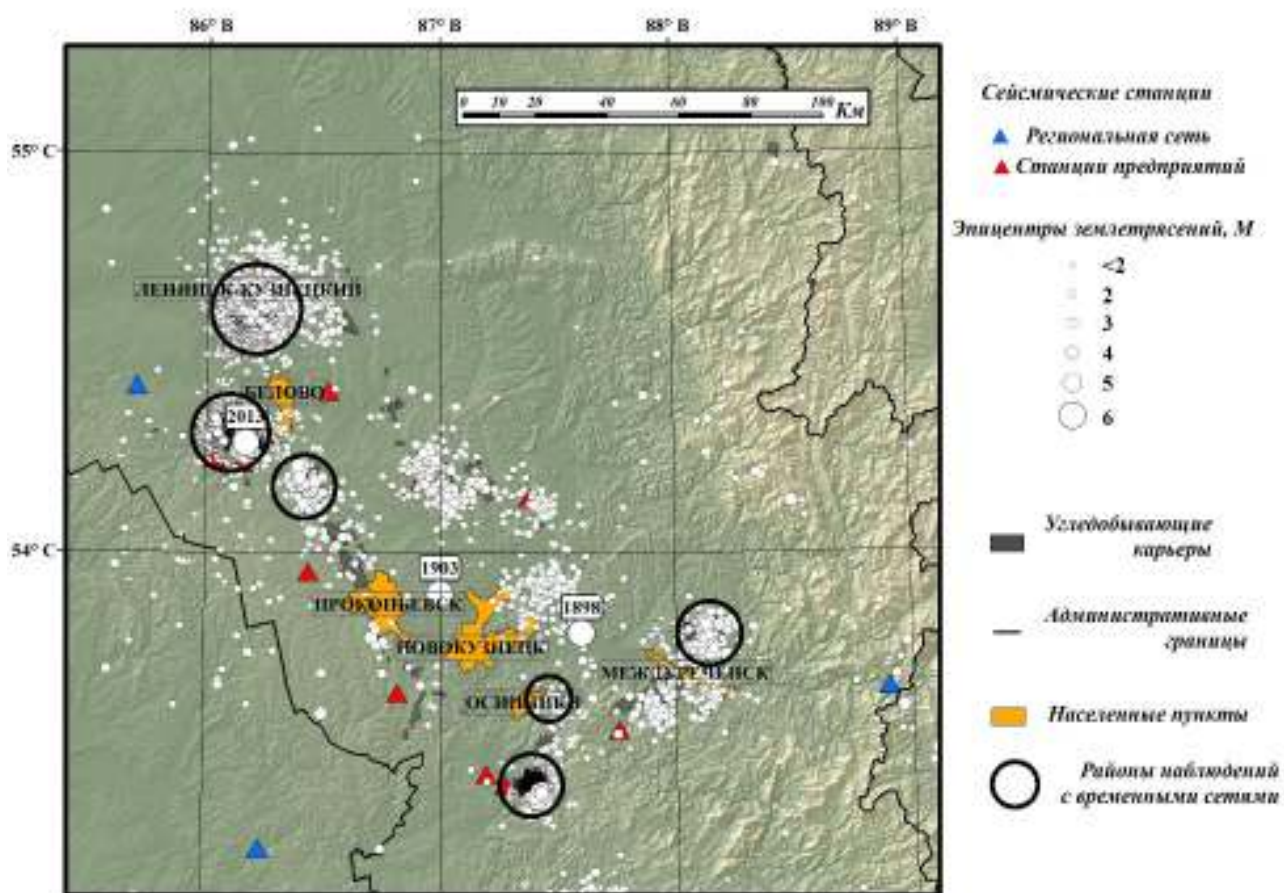 86° В 87° В 88° В 89° В
0 10 20 40 60 80 100 Км
55° С
54° С
ЛЕНИНСК-КУЗНЕЦКИЙ
БЕЛОВО
2013
1903
ПРОКОПЬЕВСК
1898
НОВОКУЗНЕЦК
МЕЖДУРЕЧЕНСК
ОСИННИКИ
Сейсмические станции
Региональная сеть
Станции предприятий
Эпицентры землетрясений, М
<2
2
3
4
5
6
Угледобывающие
карьеры
Административные
границы
Населенные пункты
Районы наблюдений
с временными сетями